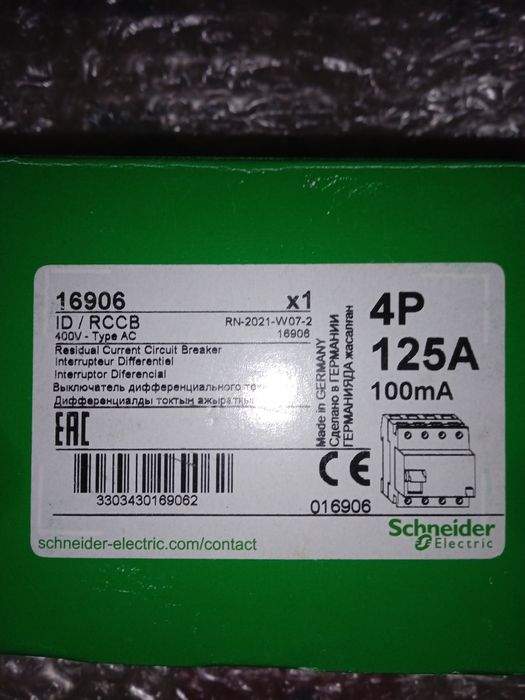 16906
x1
ID / RCCB
RN-2021-W07-2
400V - Type AC
16906
Residual Current Circuit Breaker
Interrupteur Differentiel
Interruptor Diferencial
Выключатель дифференциального
Дифференциалды токтың
EAC
3303430169062
Made in GERMANY
Сделано в ГЕРМАНИИ
ГЕРМАНИЯДА жасалған
CE
016906
4P
125A
100mA
Schneider
Electric
schneider-electric.com/contact